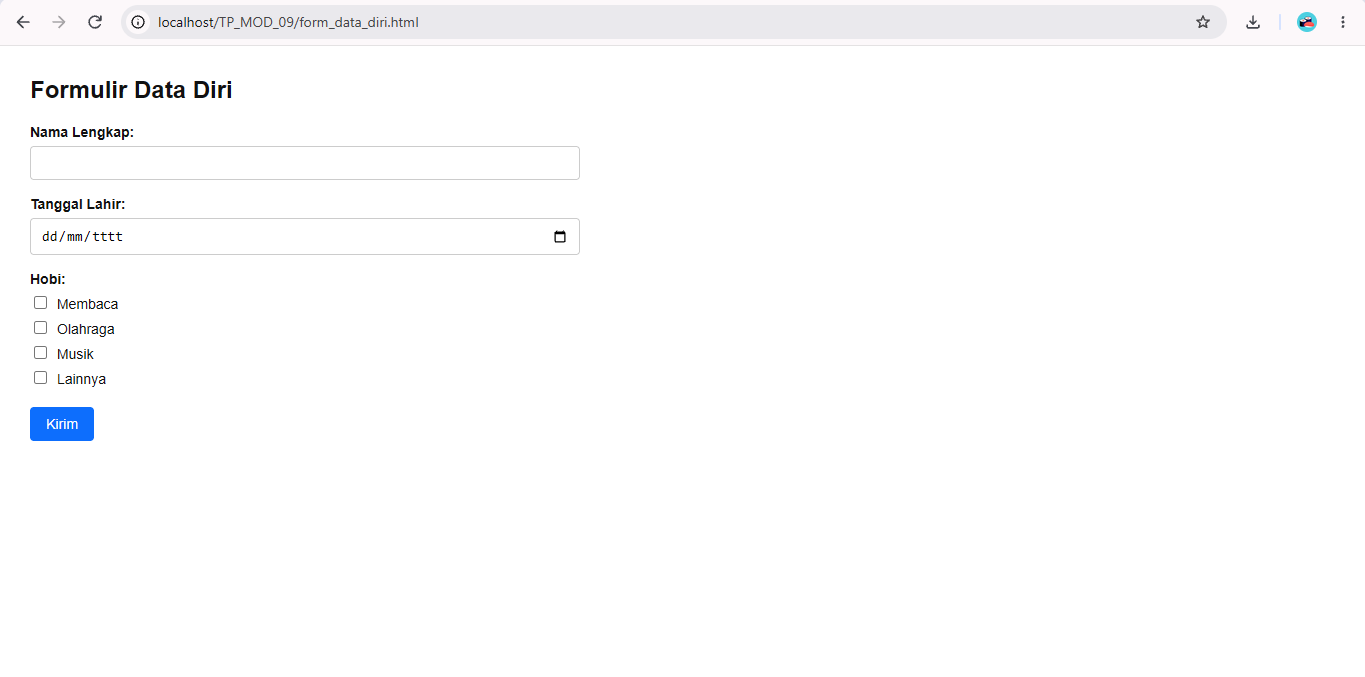 localhost/TP_MOD_09/form_data_diri.html
Formulir Data Diri
Nama Lengkap:
Tanggal Lahir:
dd/mm/tttt
Hobi:
Membaca
Olahraga
Musik
Lainnya
Kirim